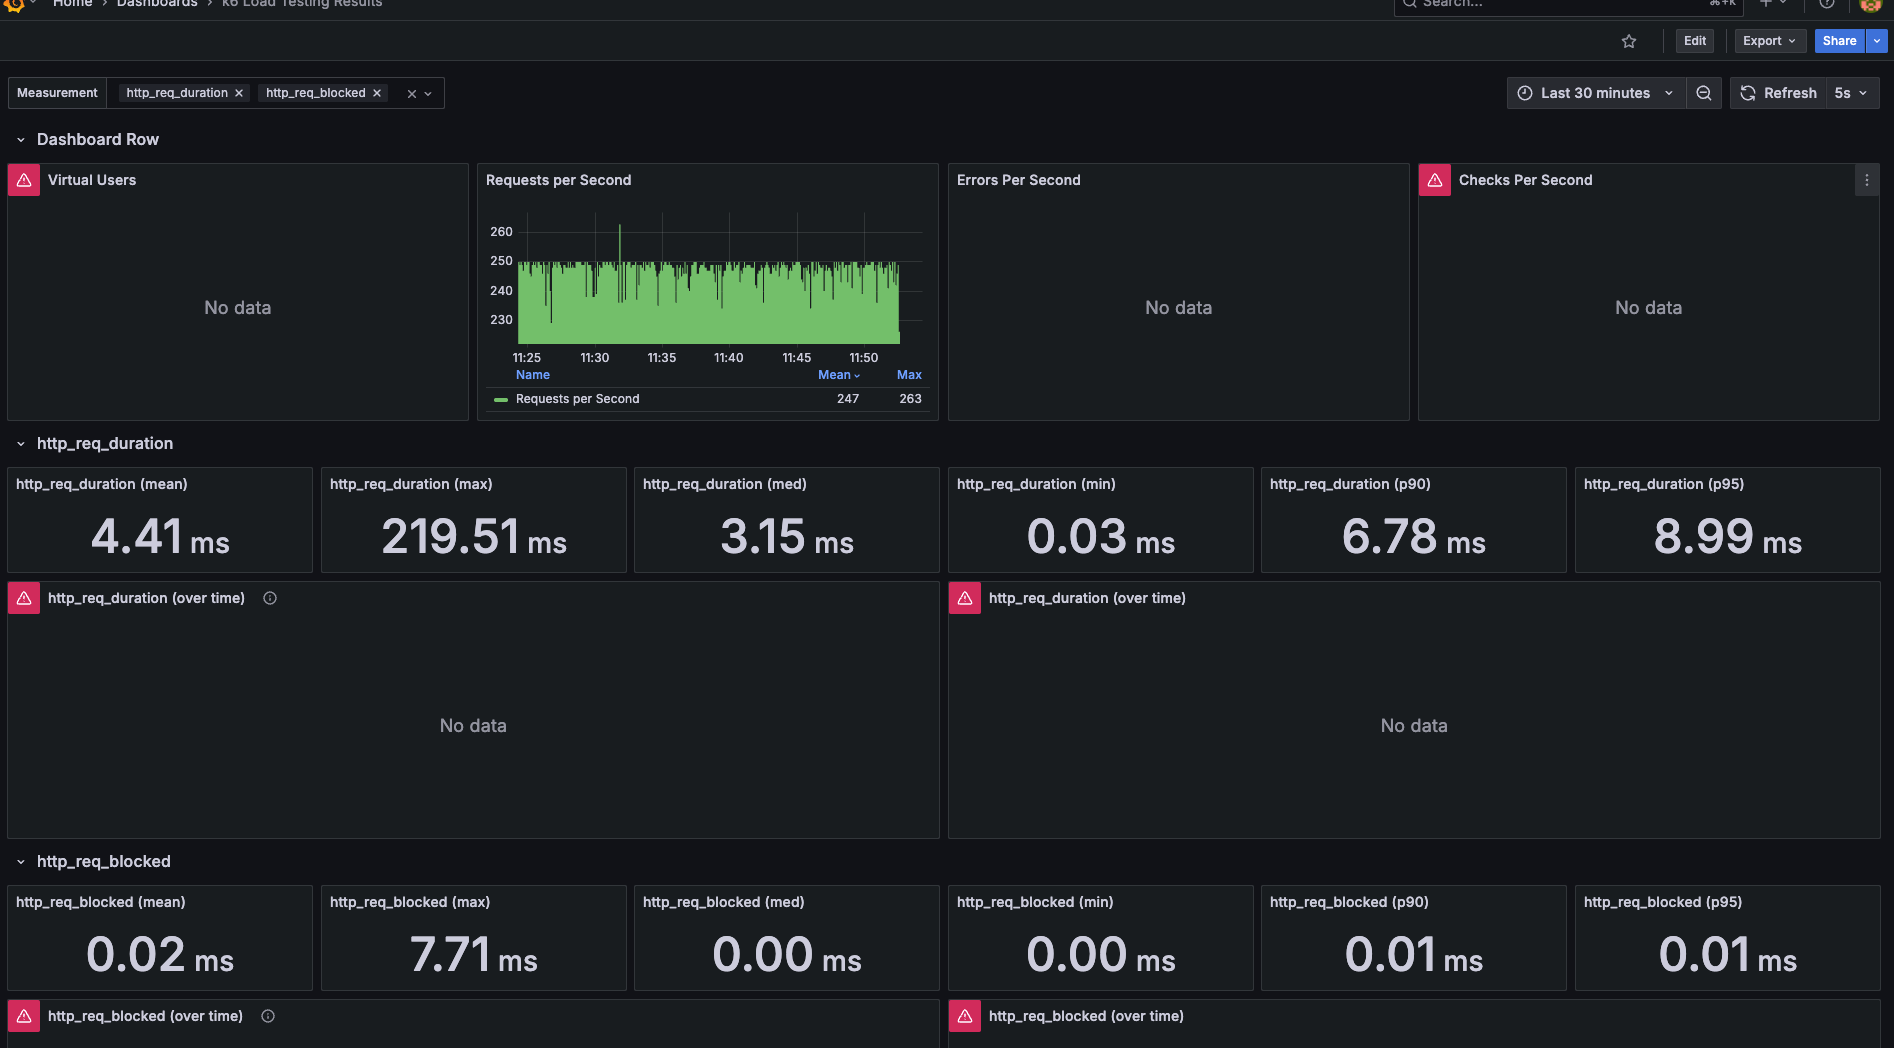 Home > Dashboards > k6 Load Testing Results
Search... ⌘+K
Edit Export Share
Measurement http_req_duration × http_req_blocked ×
Last 30 minutes Refresh 5s
Dashboard Row
Virtual Users
No data
Requests per Second
260
250
240
230
11:25 11:30 11:35 11:40 11:45 11:50
Name Mean Max
Requests per Second 247 263
Errors Per Second
No data
Checks Per Second
No data
http_req_duration
http_req_duration (mean)
4.41 ms
http_req_duration (max)
219.51 ms
http_req_duration (med)
3.15 ms
http_req_duration (min)
0.03 ms
http_req_duration (p90)
6.78 ms
http_req_duration (p95)
8.99 ms
http_req_duration (over time)
No data
http_req_duration (over time)
No data
http_req_blocked
http_req_blocked (mean)
0.02 ms
http_req_blocked (max)
7.71 ms
http_req_blocked (med)
0.00 ms
http_req_blocked (min)
0.00 ms
http_req_blocked (p90)
0.01 ms
http_req_blocked (p95)
0.01 ms
http_req_blocked (over time)
http_req_blocked (over time)